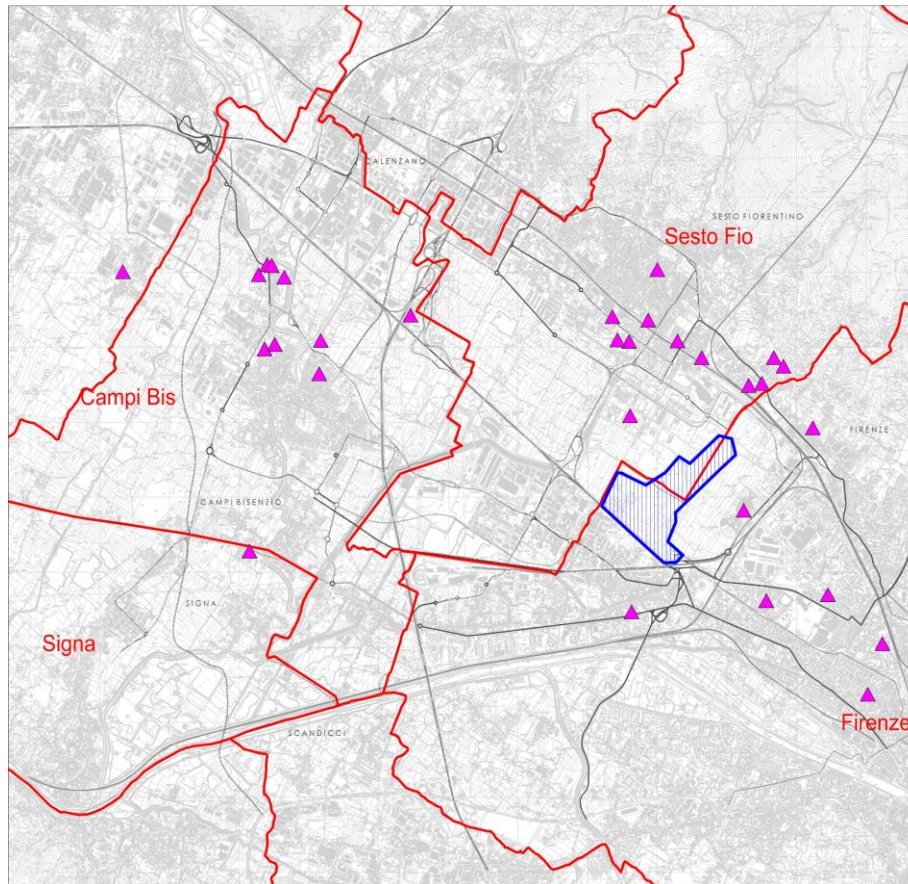 CALENZANO
SESTO FIORENTINO
Sesto Fio
Campi Bis
FIRENZE
CAMPI BISENZIO
SIGNA
Signa
Firenze
SCANDICCI